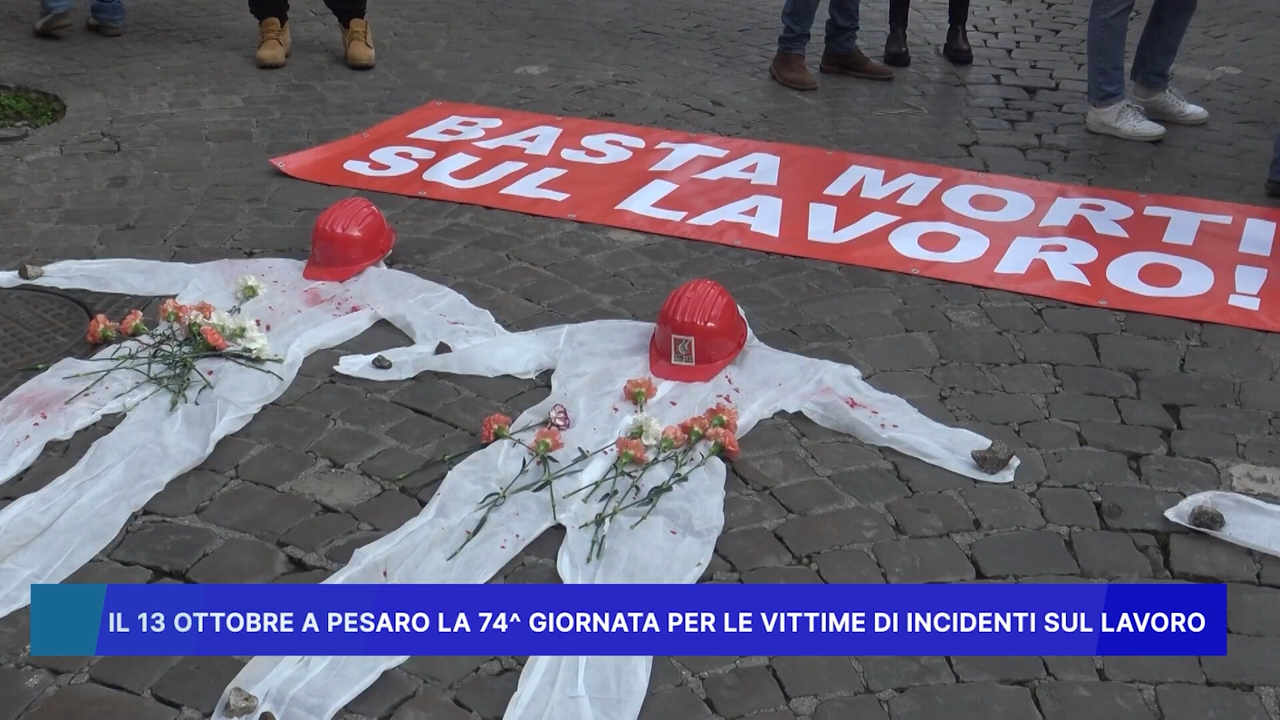 BASTA MORTI
SUL LAVORO!
IL 13 OTTOBRE A PESARO LA 74^ GIORNATA PER LE VITTIME DI INCIDENTI SUL LAVORO